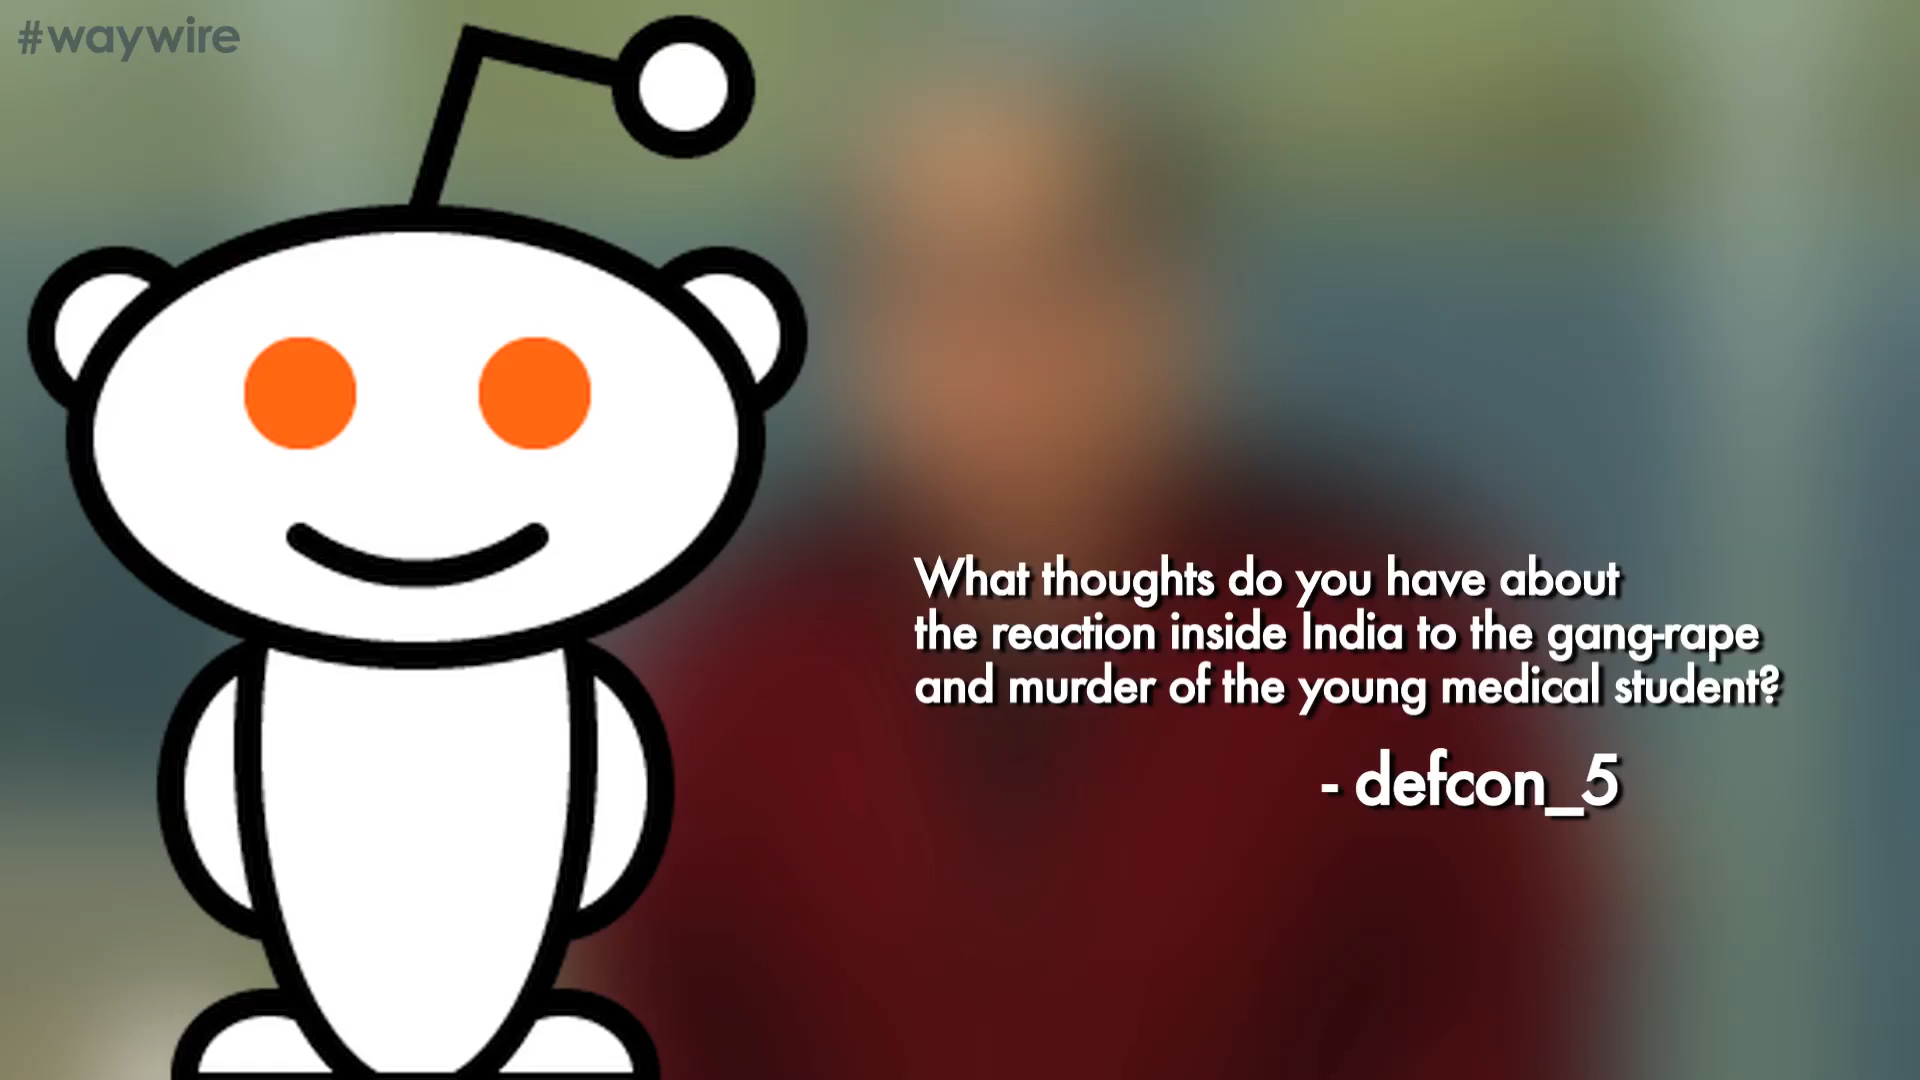 #waywire
What thoughts do you have about
the reaction inside India to the gang-rape
and murder of the young medical student?
- defcon_5